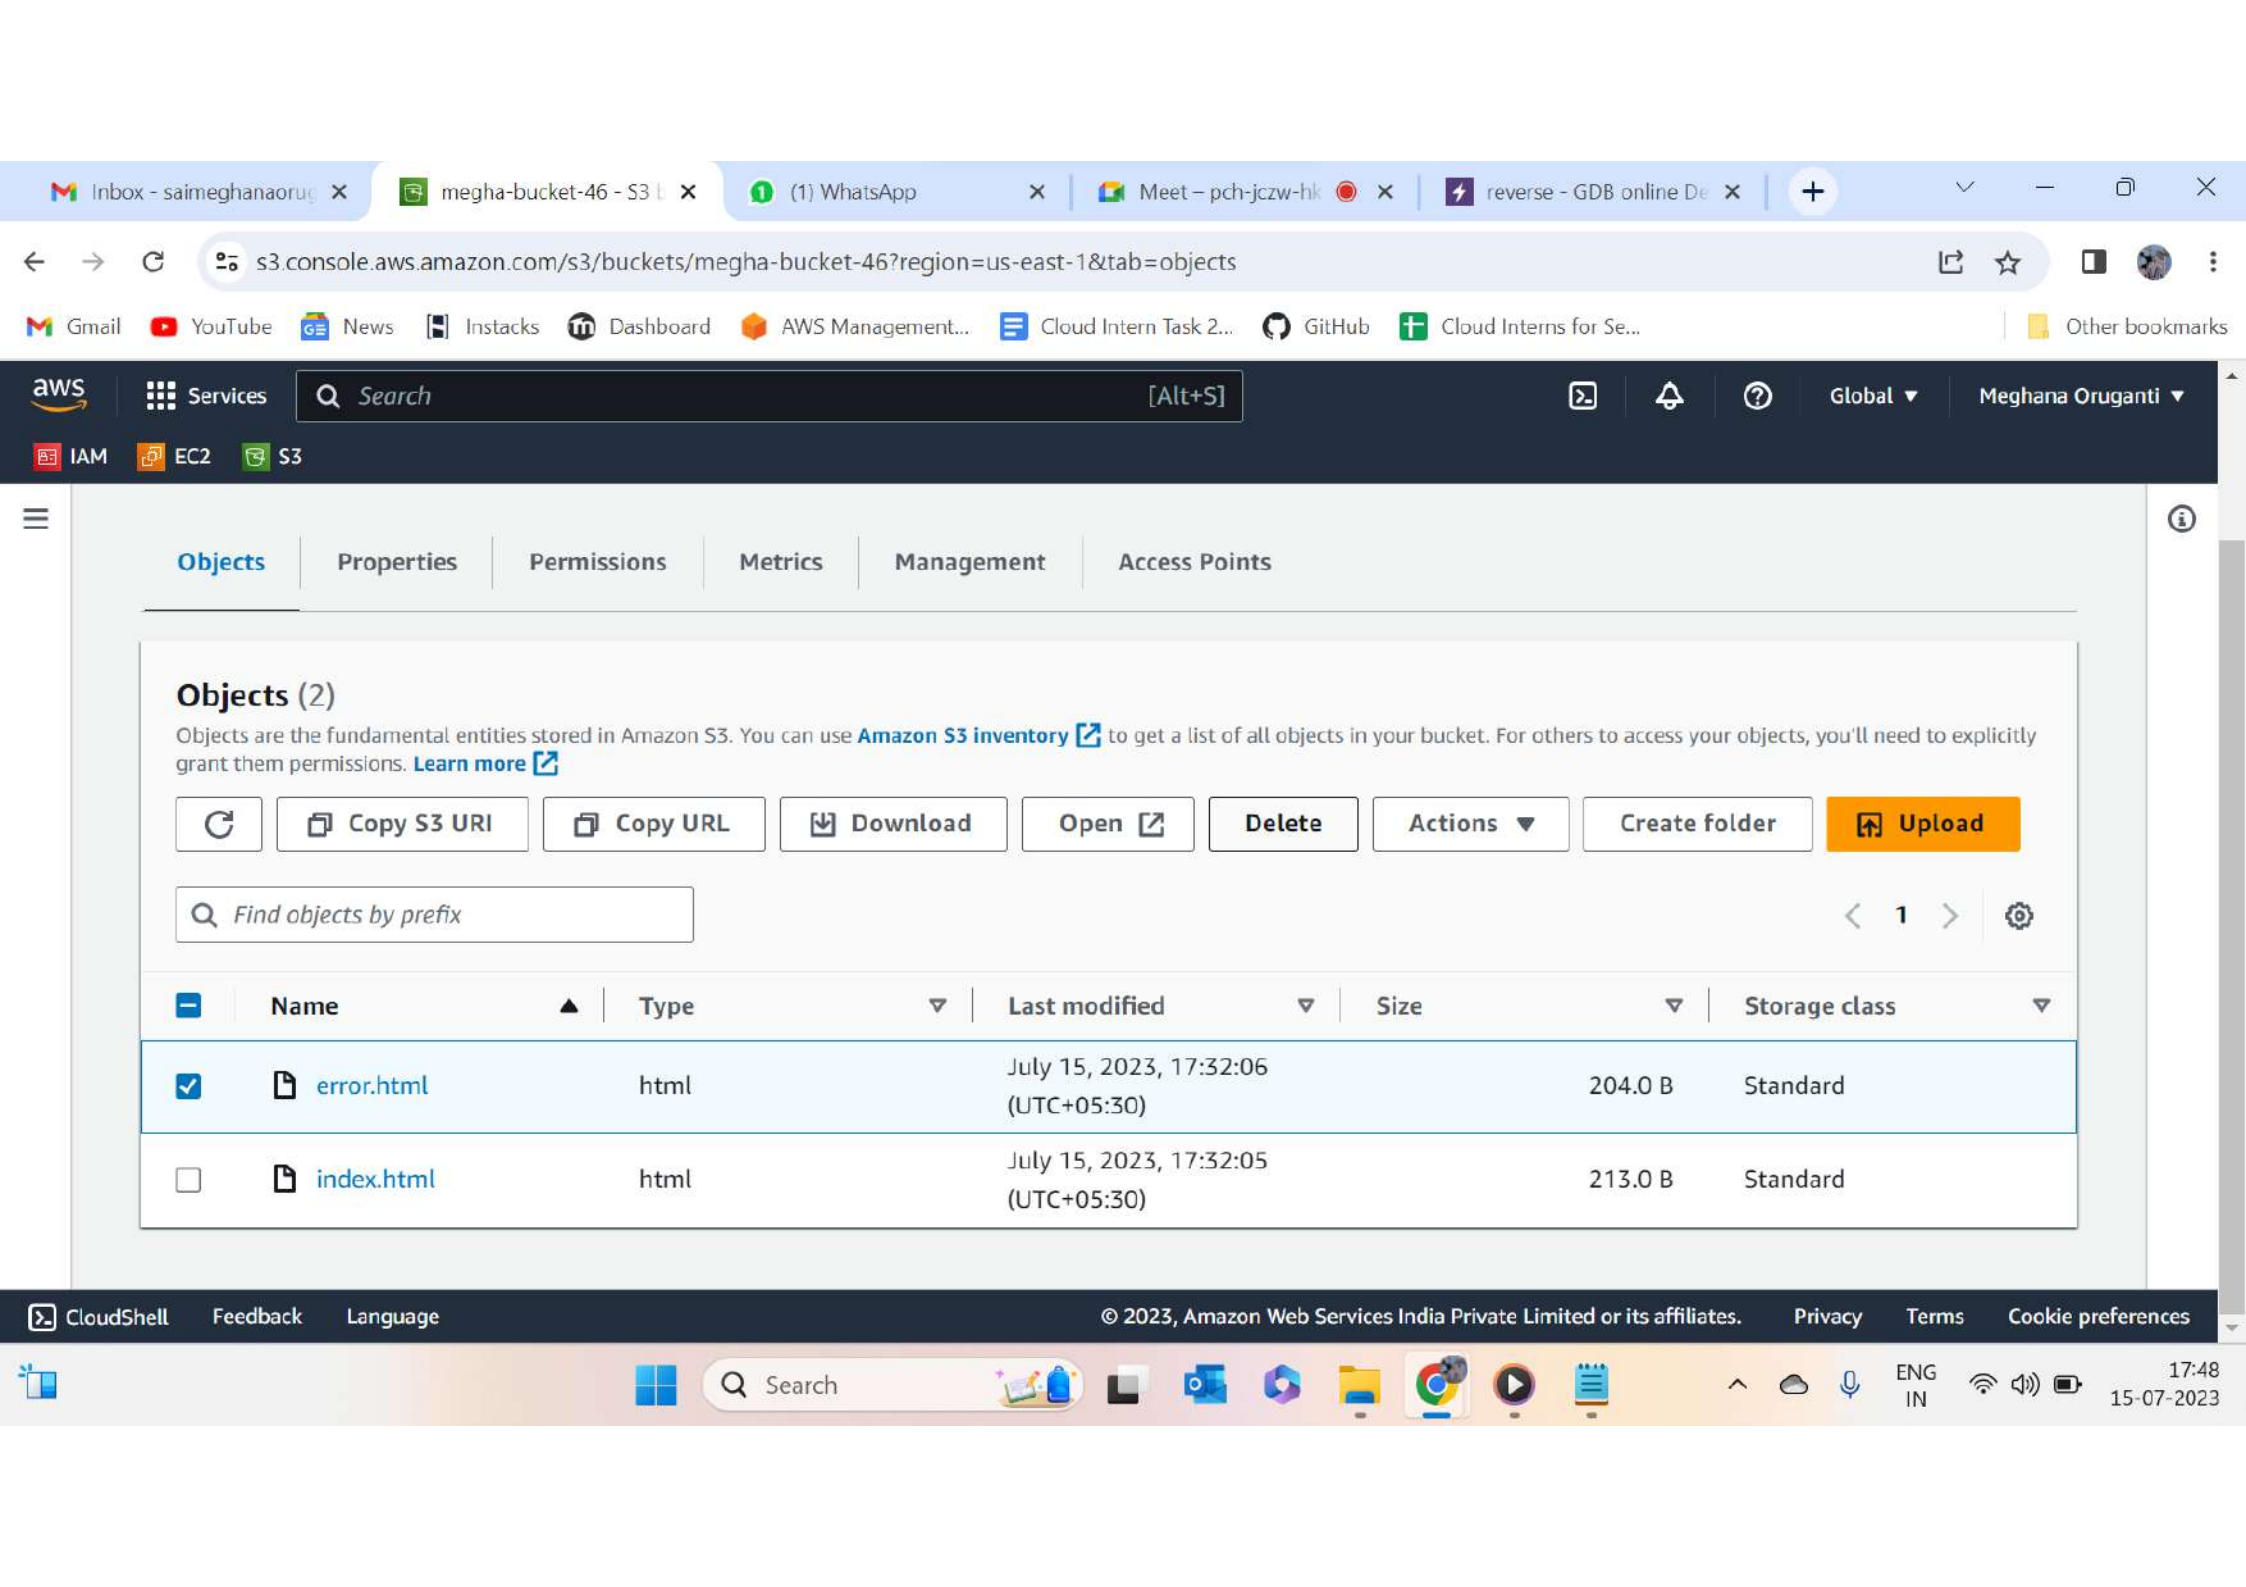 Inbox - saimeghanaorug
megha-bucket-46 - S3 b
(1) WhatsApp
Meet – pch-jczw-hk
reverse - GDB online De
s3.console.aws.amazon.com/s3/buckets/megha-bucket-46?region=us-east-1&tab=objects
Gmail YouTube GE News Instacks Dashboard AWS Management... Cloud Intern Task 2... GitHub Cloud Interns for Se... Other bookmarks
aws Services Search [Alt+S] Global Meghana Oruganti
IAM EC2 S3
Objects Properties Permissions Metrics Management Access Points
Objects (2)
Objects are the fundamental entities stored in Amazon S3. You can use Amazon S3 inventory to get a list of all objects in your bucket. For others to access your objects, you'll need to explicitly
grant them permissions. Learn more
Copy S3 URI Copy URL Download Open Delete Actions Create folder Upload
Find objects by prefix 1
Name Type Last modified Size Storage class
error.html html July 15, 2023, 17:32:06 (UTC+05:30) 204.0 B Standard
index.html html July 15, 2023, 17:32:05 (UTC+05:30) 213.0 B Standard
CloudShell Feedback Language © 2023, Amazon Web Services India Private Limited or its affiliates. Privacy Terms Cookie preferences
Search ENG 17:48
IN 15-07-2023